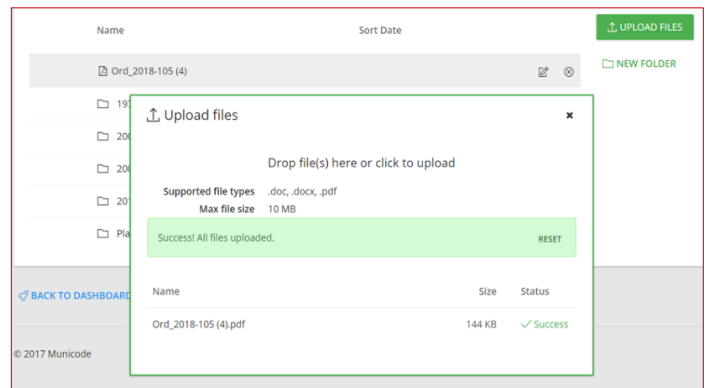 Name Sort Date UPLOAD FILES
Ord_2018-105 (4) NEW FOLDER
Upload files
Drop file(s) here or click to upload
Supported file types .doc, .docx, .pdf
Max file size 10 MB
Success! All files uploaded. RESET
BACK TO DASHBOARD
Name Size Status
Ord_2018-105 (4).pdf 144 KB Success
© 2017 Municode